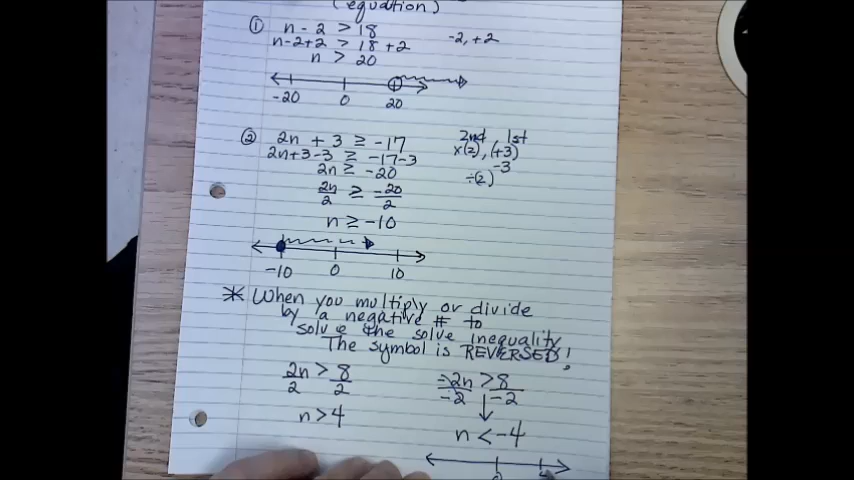 (equation)
① n - 2 > 18
-2, +2
n-2+2 > 18 +2
n > 20
-20 0 20
② 2n + 3 ≥ -17
2nd 1st
2n+3-3 ≥ -17-3
x(2), (+3)
2n ≥ -20
-3
÷(2)
2n/2 ≥ -20/2
n ≥ -10
-10 0 10
* When you multiply or divide
by a negative # to
solve the solve inequality
The symbol is REVERSED!
2n/2 > 8/2
-2n/-2 > 8/-2
n > 4
n < -4
0